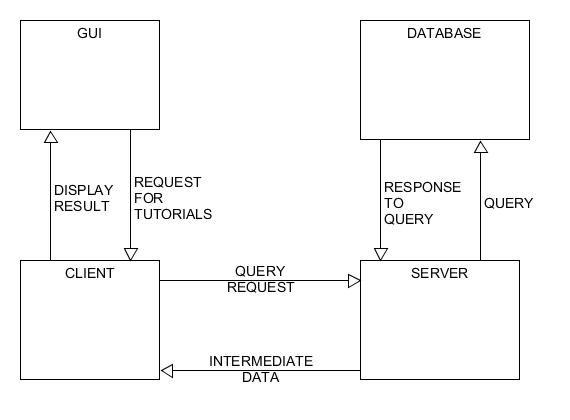 GUI
DATABASE
DISPLAY
RESULT
REQUEST
FOR
TUTORIALS
RESPONSE
TO
QUERY
QUERY
CLIENT
QUERY
REQUEST
SERVER
INTERMEDIATE
DATA